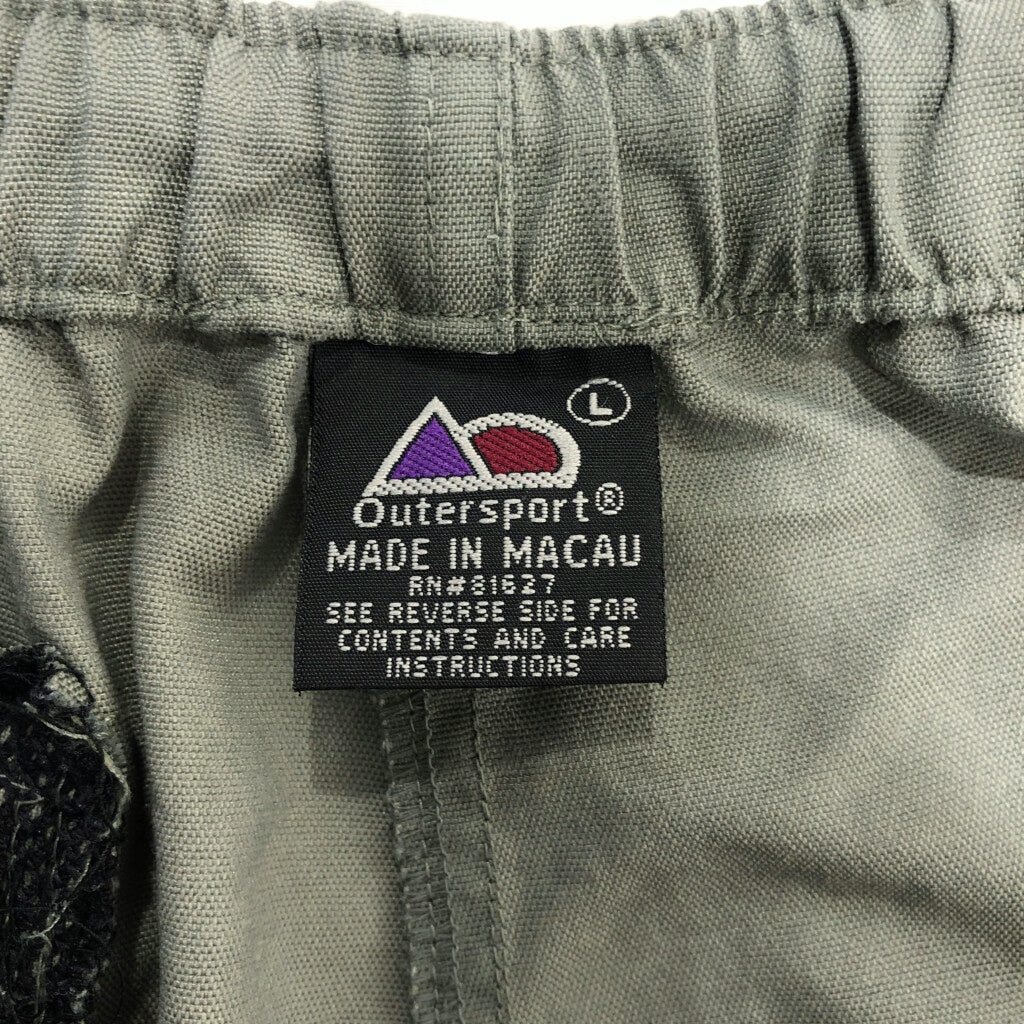 L
Outersport®
MADE IN MACAU
RN#81627
SEE REVERSE SIDE FOR
CONTENTS AND CARE
INSTRUCTIONS